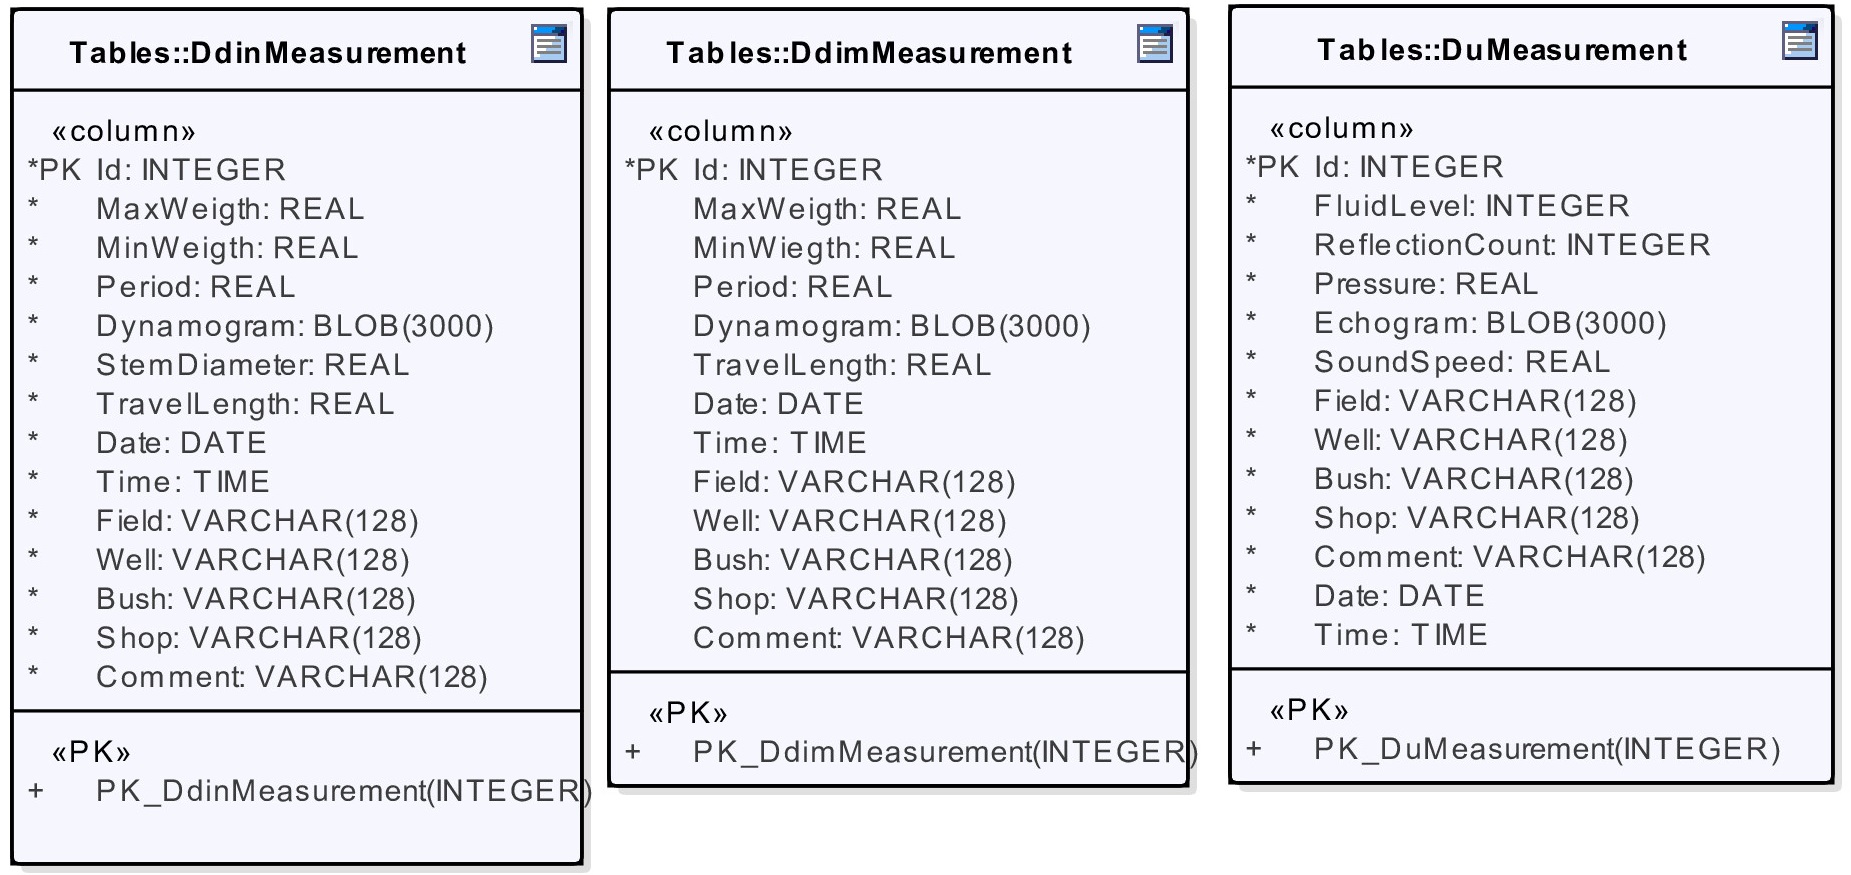 Tables::DdinMeasurement
«column»
*PK Id: INTEGER
* MaxWeigth: REAL
* MinWeigth: REAL
* Period: REAL
* Dynamogram: BLOB(3000)
* StemDiameter: REAL
* TravelLength: REAL
* Date: DATE
* Time: TIME
* Field: VARCHAR(128)
* Well: VARCHAR(128)
* Bush: VARCHAR(128)
* Shop: VARCHAR(128)
* Comment: VARCHAR(128)
«PK»
+ PK_DdinMeasurement(INTEGER)
Tables::DdimMeasurement
«column»
*PK Id: INTEGER
MaxWeigth: REAL
MinWiegth: REAL
Period: REAL
Dynamogram: BLOB(3000)
TravelLength: REAL
Date: DATE
Time: TIME
Field: VARCHAR(128)
Well: VARCHAR(128)
Bush: VARCHAR(128)
Shop: VARCHAR(128)
Comment: VARCHAR(128)
«PK»
+ PK_DdimMeasurement(INTEGER)
Tables::DuMeasurement
«column»
*PK Id: INTEGER
* FluidLevel: INTEGER
* ReflectionCount: INTEGER
* Pressure: REAL
* Echogram: BLOB(3000)
* SoundSpeed: REAL
* Field: VARCHAR(128)
* Well: VARCHAR(128)
* Bush: VARCHAR(128)
* Shop: VARCHAR(128)
* Comment: VARCHAR(128)
* Date: DATE
* Time: TIME
«PK»
+ PK_DuMeasurement(INTEGER)